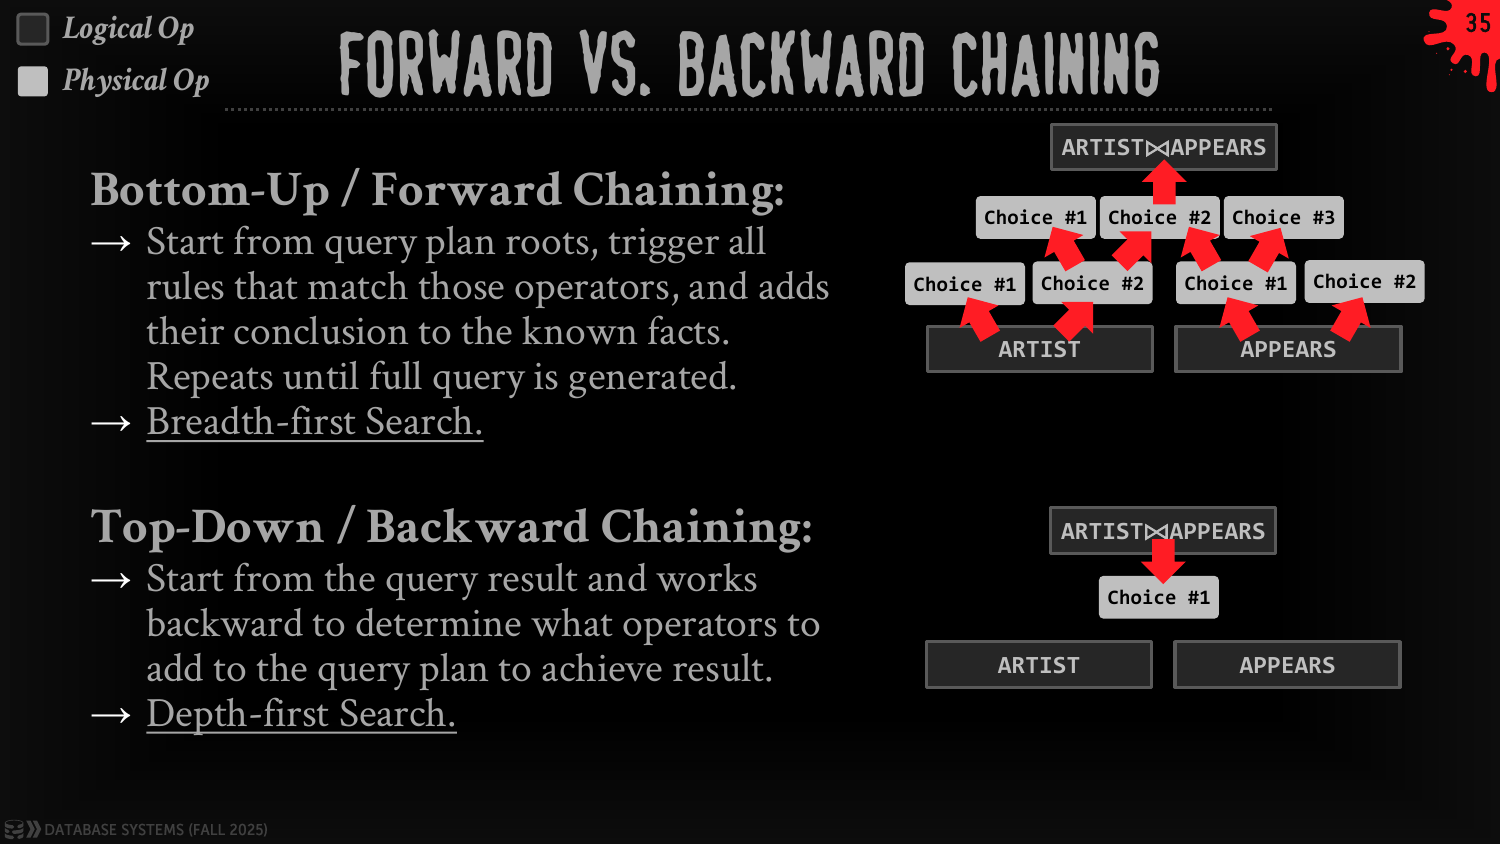 Logical Op
Physical Op
FORWARD VS. BACKWARD CHAINING
35
Bottom-Up / Forward Chaining:
→ Start from query plan roots, trigger all
rules that match those operators, and adds
their conclusion to the known facts.
Repeats until full query is generated.
→ Breadth-first Search.
ARTIST⋈APPEARS
Choice #1 Choice #2 Choice #3
Choice #1 Choice #2 Choice #1 Choice #2
ARTIST APPEARS
Top-Down / Backward Chaining:
→ Start from the query result and works
backward to determine what operators to
add to the query plan to achieve result.
→ Depth-first Search.
ARTIST⋈APPEARS
Choice #1
ARTIST APPEARS
DATABASE SYSTEMS (FALL 2025)